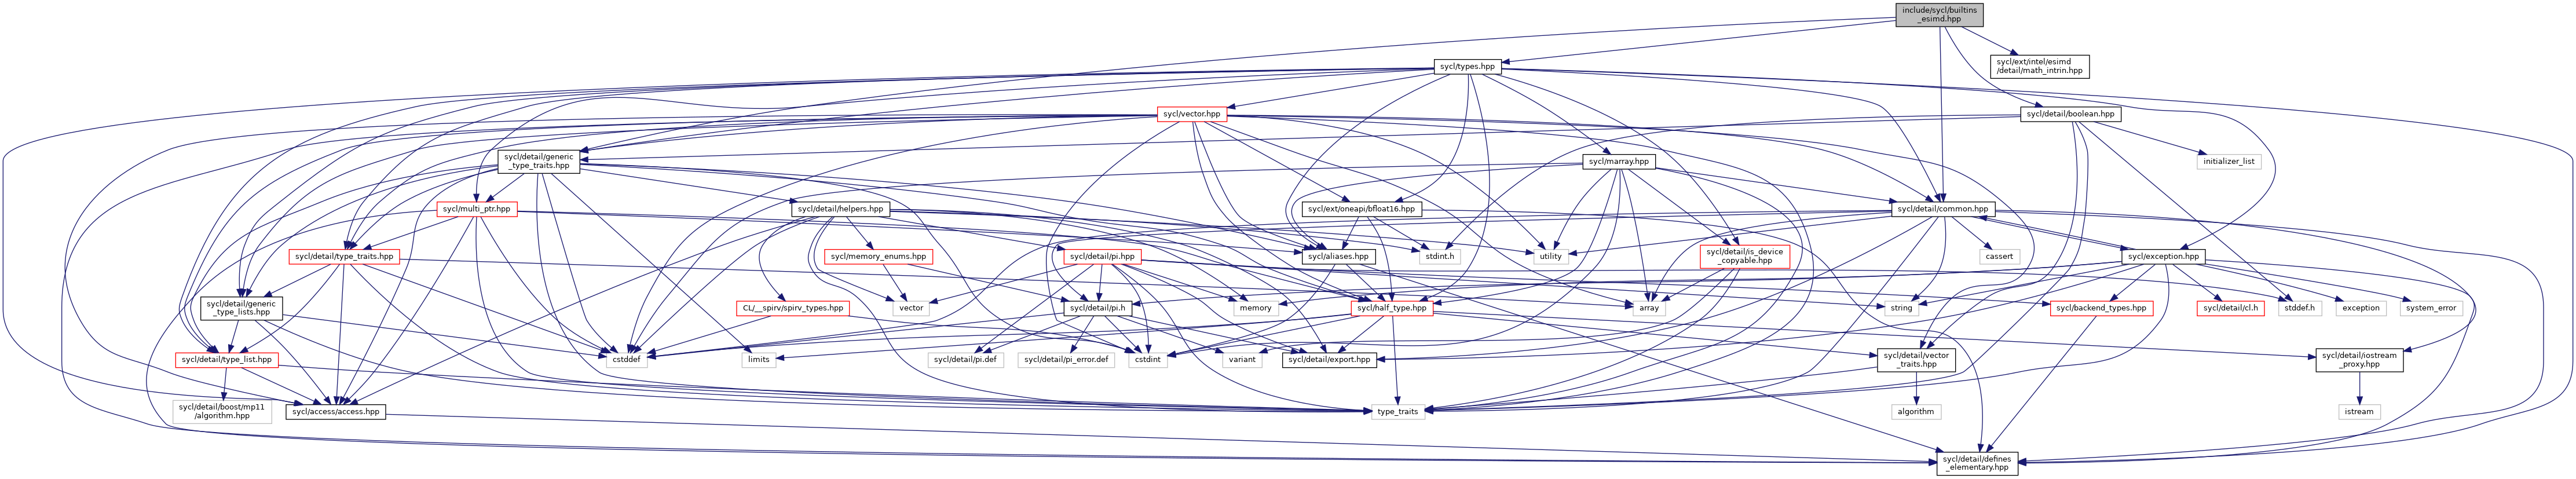 include/sycl/builtins
_esimd.hpp
sycl/types.hpp
sycl/ext/intel/esimd
/detail/math_intrin.hpp
sycl/vector.hpp
sycl/detail/boolean.hpp
sycl/detail/generic
_type_traits.hpp
sycl/marray.hpp
initializer_list
sycl/multi_ptr.hpp
sycl/detail/helpers.hpp
sycl/ext/oneapi/bfloat16.hpp
sycl/detail/common.hpp
sycl/detail/type_traits.hpp
sycl/memory_enums.hpp
sycl/detail/pi.hpp
sycl/aliases.hpp
stdint.h
utility
sycl/detail/is_device
_copyable.hpp
cassert
sycl/exception.hpp
sycl/detail/generic
_type_lists.hpp
CL/__spirv/spirv_types.hpp
vector
sycl/detail/pi.h
memory
sycl/half_type.hpp
array
string
sycl/backend_types.hpp
sycl/detail/cl.h
stddef.h
exception
system_error
sycl/detail/type_list.hpp
cstddef
limits
sycl/detail/pi.def
sycl/detail/pi_error.def
cstdint
variant
sycl/detail/export.hpp
sycl/detail/vector
_traits.hpp
sycl/detail/iostream
_proxy.hpp
sycl/detail/boost/mp11
/algorithm.hpp
sycl/access/access.hpp
type_traits
algorithm
istream
sycl/detail/defines
_elementary.hpp